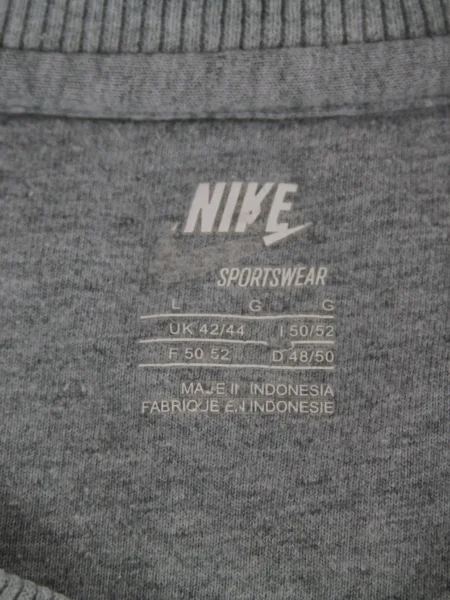 NIKE
SPORTSWEAR
L G G
UK 42/44 I 50/52
F 50 52 D 48/50
MADE IN INDONESIA
FABRIQUE EN INDONESIE